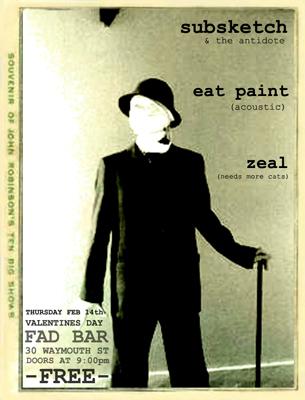 subsketch
& the antidote
eat paint
(acoustic)
zeal
(needs more cats)
SOUVENIR OF JOHN ROBINSON'S TEN BIG SHOWS
THURSDAY FEB 14th
VALENTINES DAY
FAD BAR
30 WAYMOUTH ST
DOORS AT 9:00pm
-FREE-